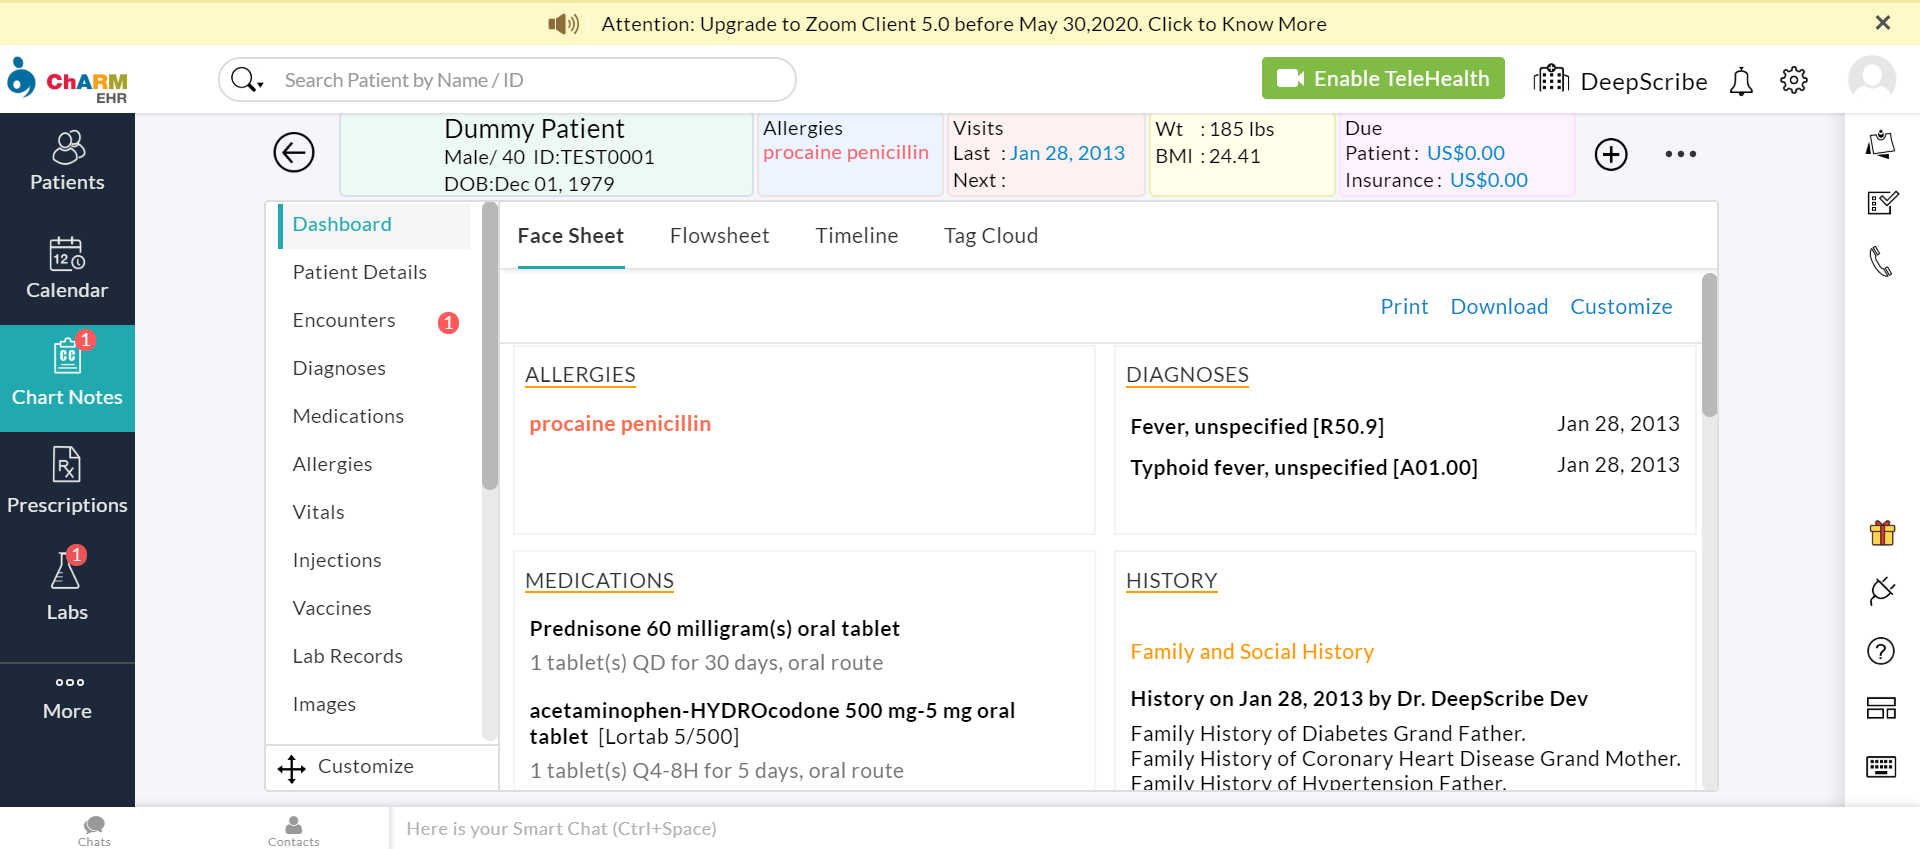 Attention: Upgrade to Zoom Client 5.0 before May 30,2020. Click to Know More
ChARM
EHR
Search Patient by Name / ID
Enable TeleHealth
DeepScribe
Patients
12
Calendar
1
CC
Chart Notes
Rx
Prescriptions
1
Labs
More
Dummy Patient
Male/ 40 ID:TEST0001
DOB:Dec 01, 1979
Allergies
procaine penicillin
Visits
Last : Jan 28, 2013
Next :
Wt : 185 lbs
BMI : 24.41
Due
Patient : US$0.00
Insurance : US$0.00
Dashboard
Patient Details
Encounters 1
Diagnoses
Medications
Allergies
Vitals
Injections
Vaccines
Lab Records
Images
Customize
Face Sheet Flowsheet Timeline Tag Cloud
Print Download Customize
ALLERGIES
procaine penicillin
DIAGNOSES
Fever, unspecified [R50.9] Jan 28, 2013
Typhoid fever, unspecified [A01.00] Jan 28, 2013
MEDICATIONS
Prednisone 60 milligram(s) oral tablet
1 tablet(s) QD for 30 days, oral route
acetaminophen-HYDROcodone 500 mg-5 mg oral
tablet [Lortab 5/500]
1 tablet(s) Q4-8H for 5 days, oral route
HISTORY
Family and Social History
History on Jan 28, 2013 by Dr. DeepScribe Dev
Family History of Diabetes Grand Father.
Family History of Coronary Heart Disease Grand Mother.
Family History of Hypertension Father.
Chats
Contacts
Here is your Smart Chat (Ctrl+Space)